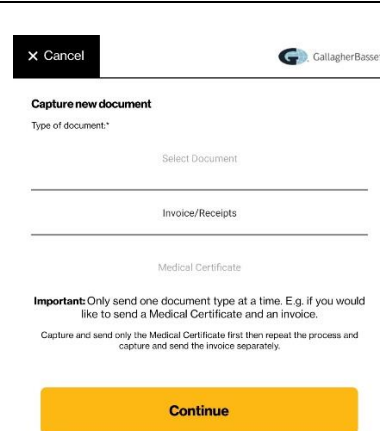 × Cancel
GallagherBasse
Capture new document
Type of document:*
Select Document
Invoice/Receipts
Medical Certificate
Important: Only send one document type at a time. E.g. if you would
like to send a Medical Certificate and an invoice.
Capture and send only the Medical Certificate first then repeat the process and
capture and send the invoice separately.
Continue